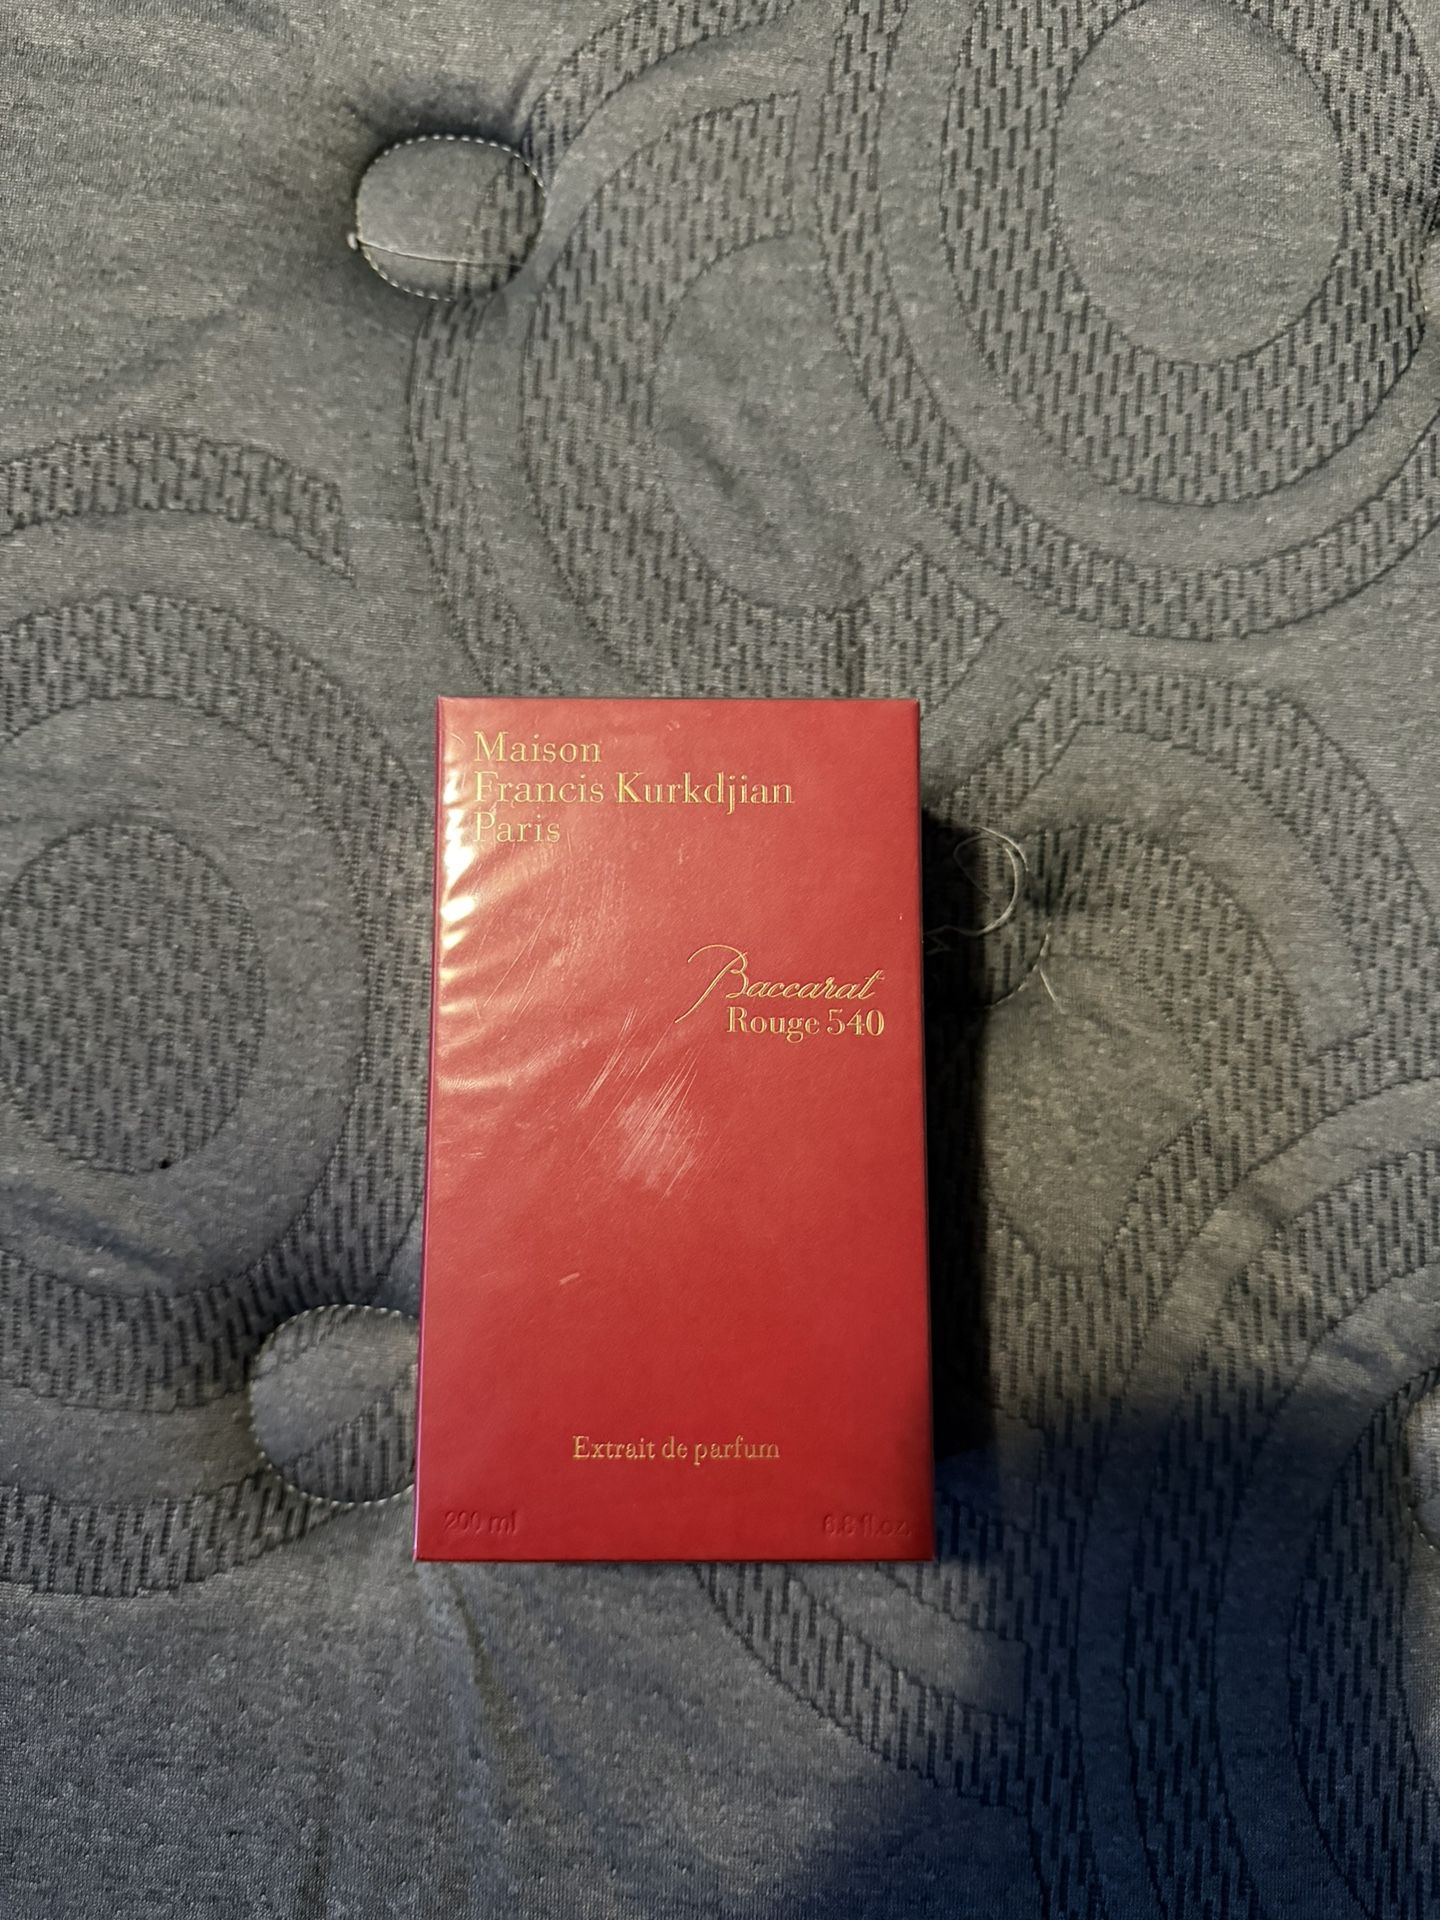 Maison
Francis Kurkdjian
Paris
Baccarat
Rouge 540
Extrait de parfum
200 ml 6.8 fl.oz.